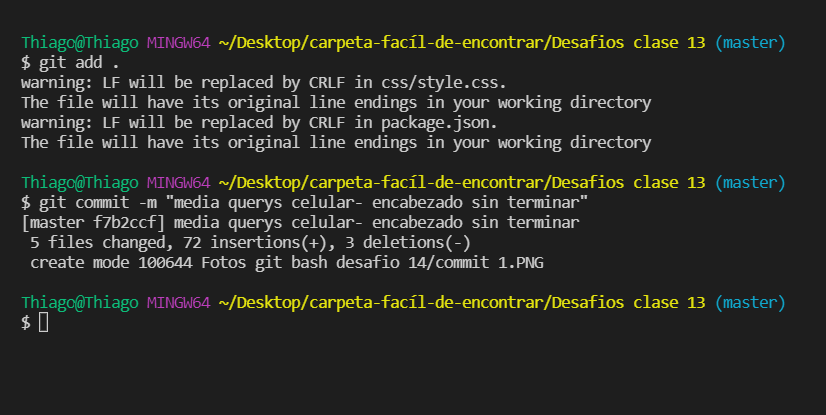 Thiago@Thiago MINGW64 ~/Desktop/carpeta-facíl-de-encontrar/Desafios clase 13 (master)
$ git add .
warning: LF will be replaced by CRLF in css/style.css.
The file will have its original line endings in your working directory
warning: LF will be replaced by CRLF in package.json.
The file will have its original line endings in your working directory
Thiago@Thiago MINGW64 ~/Desktop/carpeta-facíl-de-encontrar/Desafios clase 13 (master)
$ git commit -m "media querys celular- encabezado sin terminar"
[master f7b2ccf] media querys celular- encabezado sin terminar
 5 files changed, 72 insertions(+), 3 deletions(-)
 create mode 100644 Fotos git bash desafio 14/commit 1.PNG
Thiago@Thiago MINGW64 ~/Desktop/carpeta-facíl-de-encontrar/Desafios clase 13 (master)
$